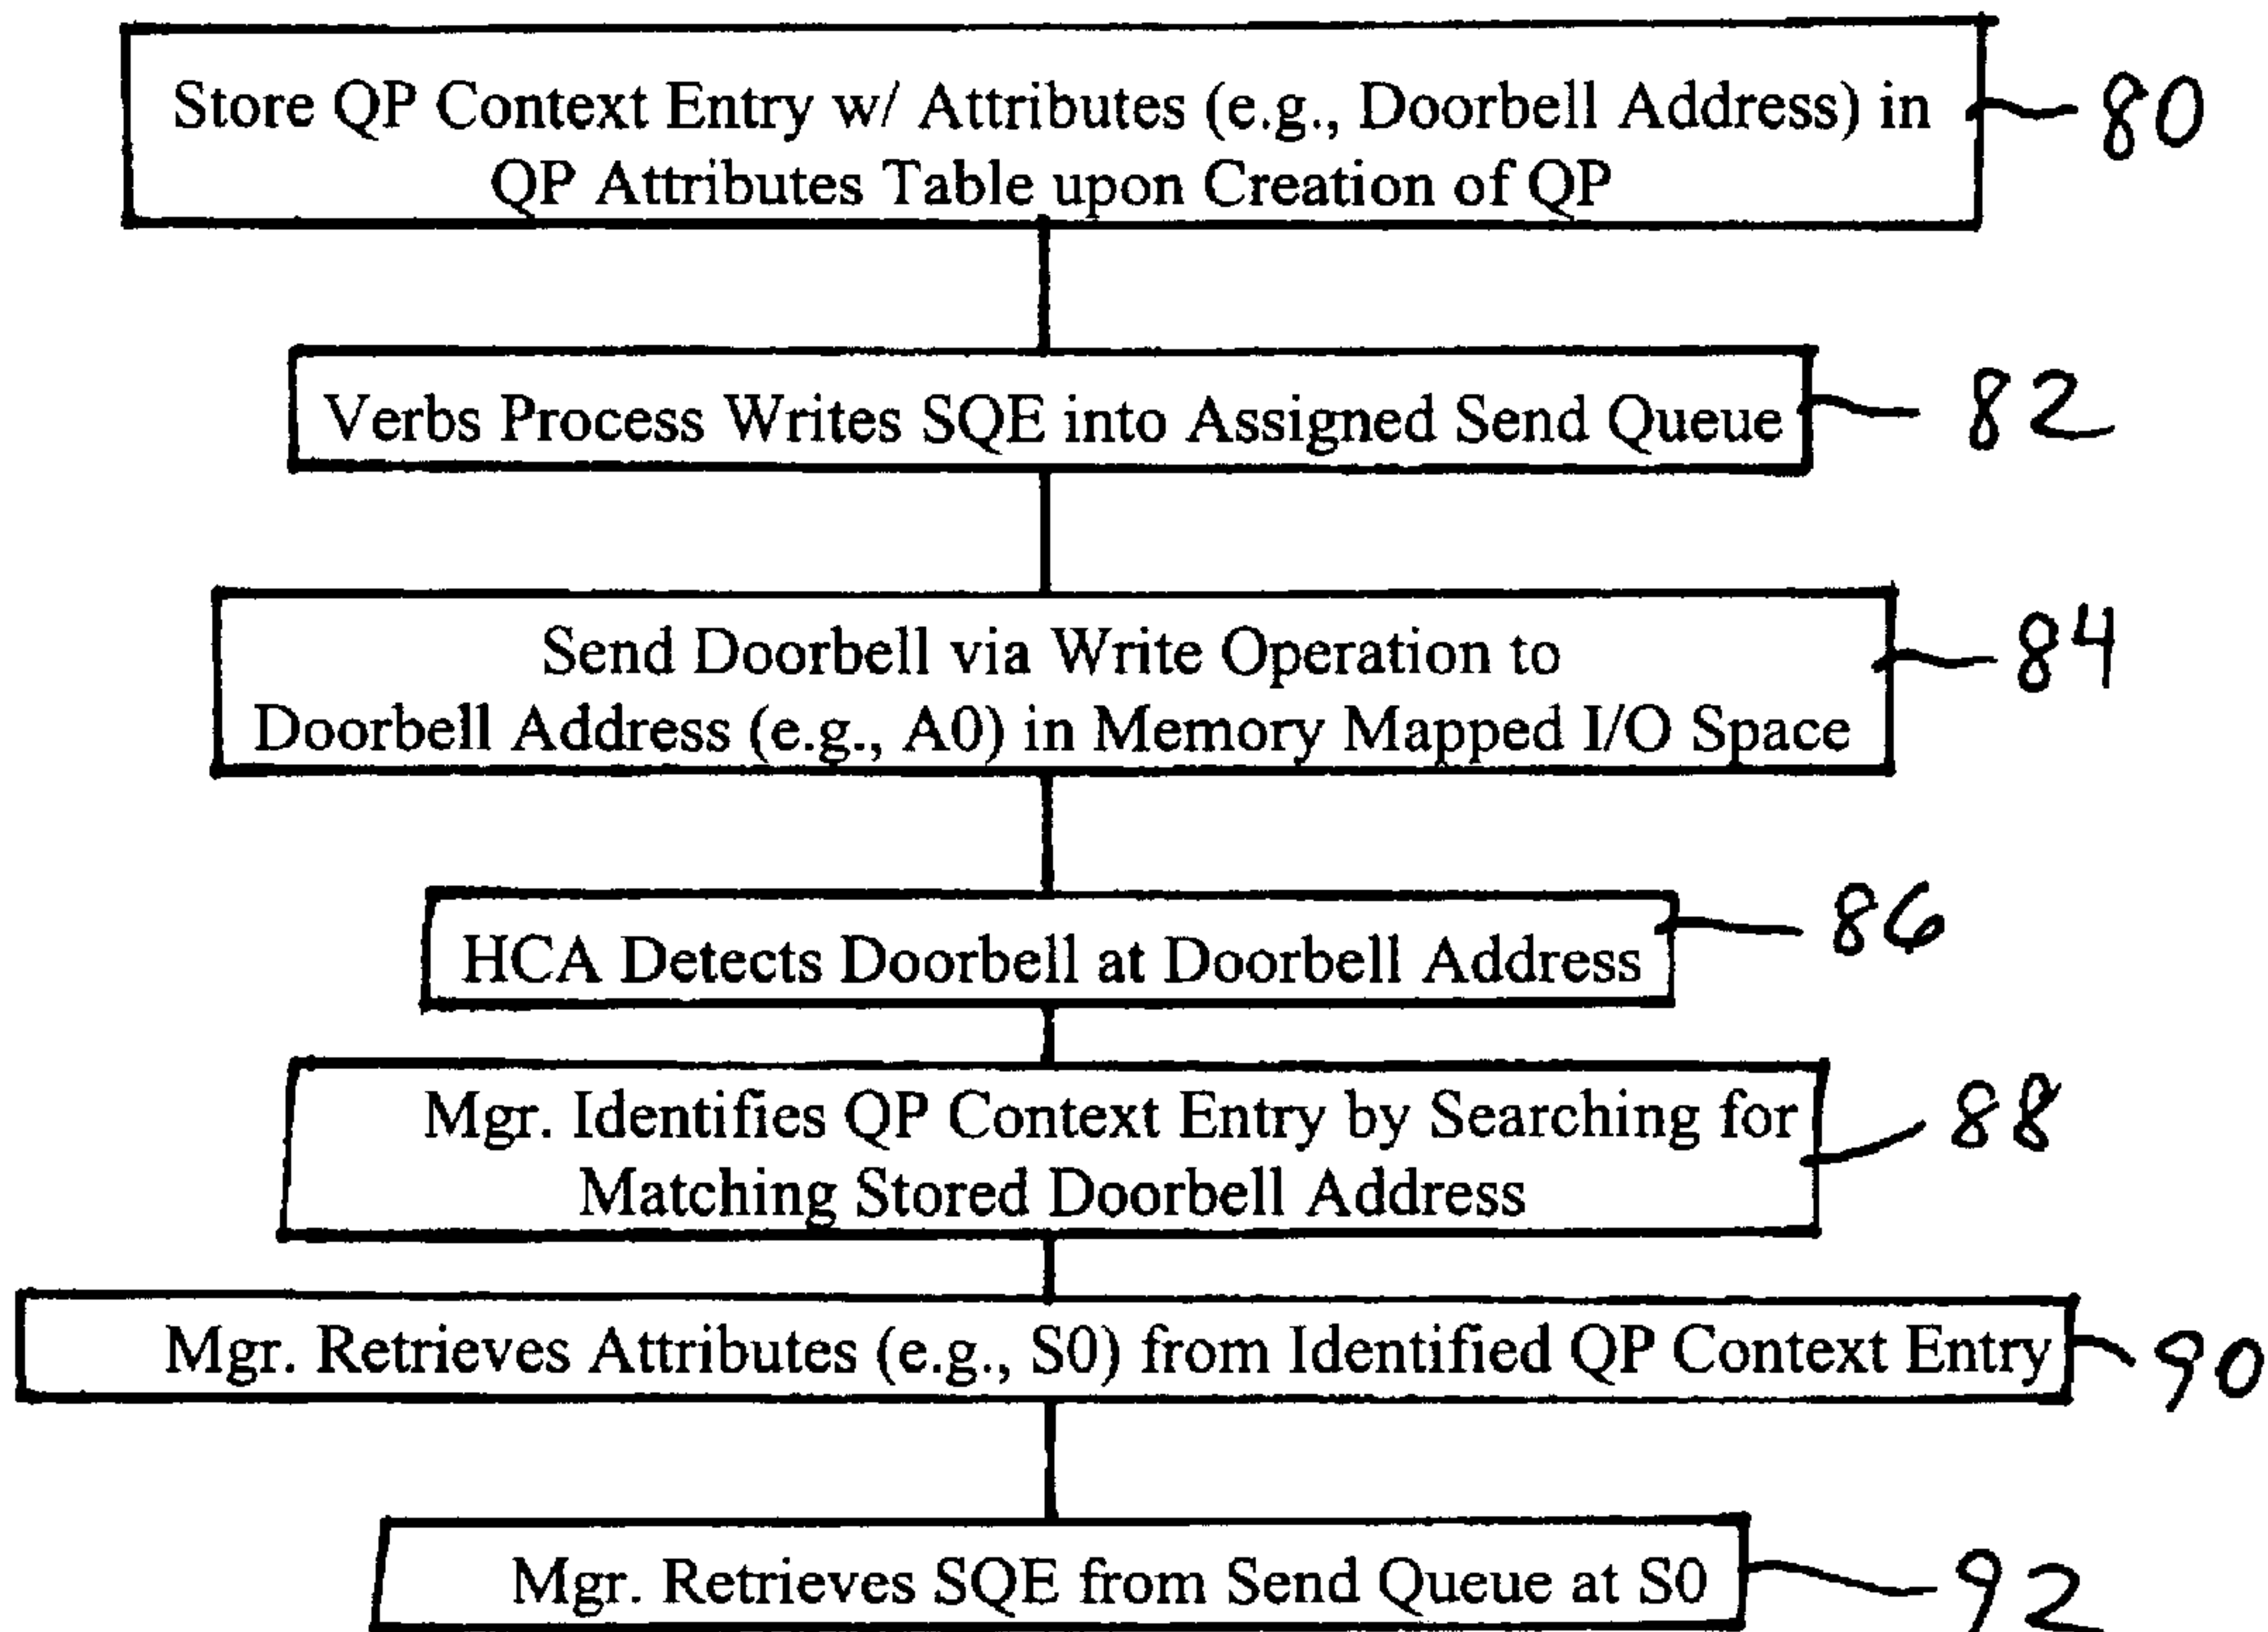 Store QP Context Entry w/ Attributes (e.g., Doorbell Address) in
QP Attributes Table upon Creation of QP
80
Verbs Process Writes SQE into Assigned Send Queue
82
Send Doorbell via Write Operation to
Doorbell Address (e.g., A0) in Memory Mapped I/O Space
84
HCA Detects Doorbell at Doorbell Address
86
Mgr. Identifies QP Context Entry by Searching for
Matching Stored Doorbell Address
88
Mgr. Retrieves Attributes (e.g., S0) from Identified QP Context Entry
90
Mgr. Retrieves SQE from Send Queue at S0
92